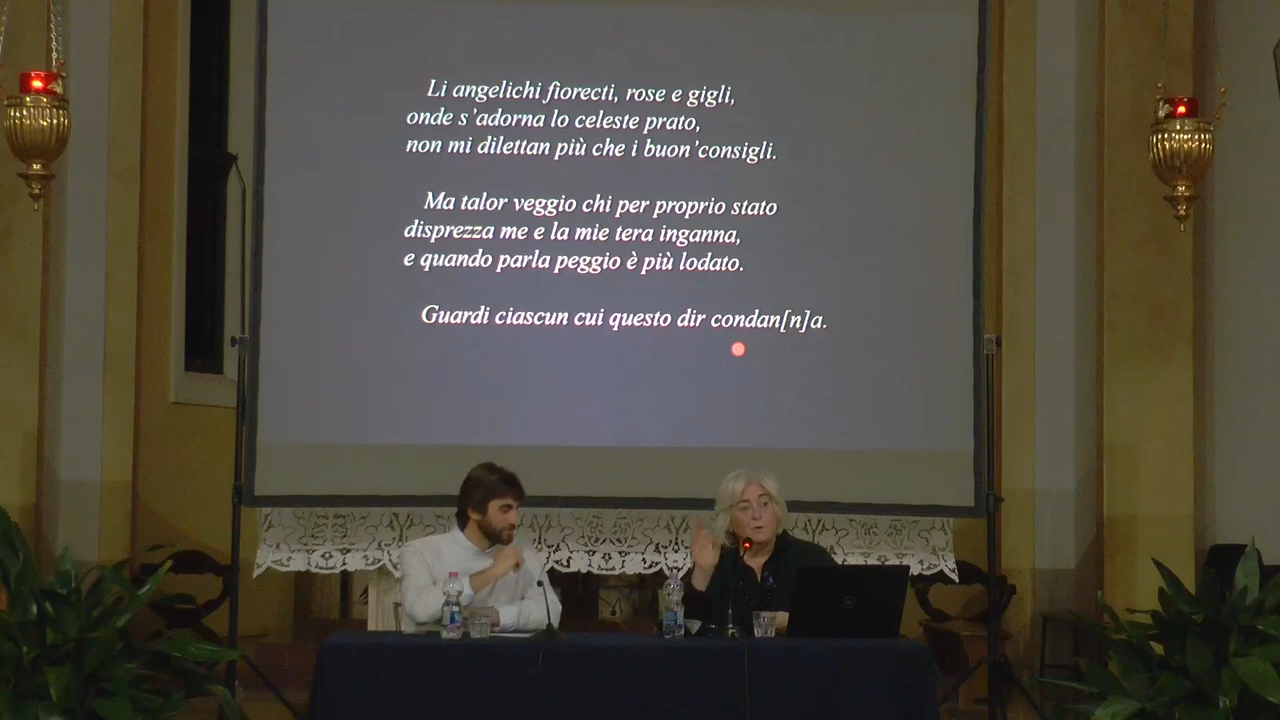 Li angelichi fiorecti, rose e gigli,
onde s'adorna lo celeste prato,
non mi dilettan più che i buon'consigli.
Ma talor veggio chi per proprio stato
disprezza me e la mie tera inganna,
e quando parla peggio è più lodato.
Guardi ciascun cui questo dir condan[n]a.